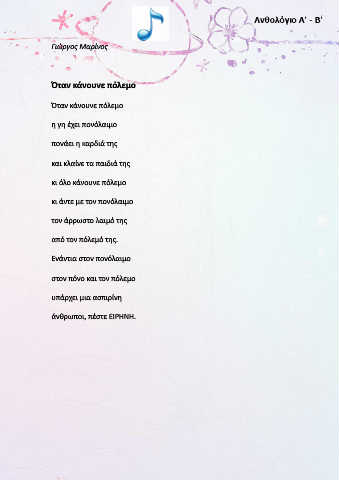 Ανθολόγιο Α' - Β'
Γιώργος Μαρίνος
Όταν κάνουνε πόλεμο
Όταν κάνουνε πόλεμο
η γη έχει πονόλαιμο
πονάει η καρδιά της
και κλαίνε τα παιδιά της
κι όλο κάνουνε πόλεμο
κι άντε με τον πονόλαιμο
τον άρρωστο λαιμό της
από τον πόλεμό της.
Ενάντια στον πονόλαιμο
στον πόνο και τον πόλεμο
υπάρχει μια ασπιρίνη
άνθρωποι, πέστε ΕΙΡΗΝΗ.